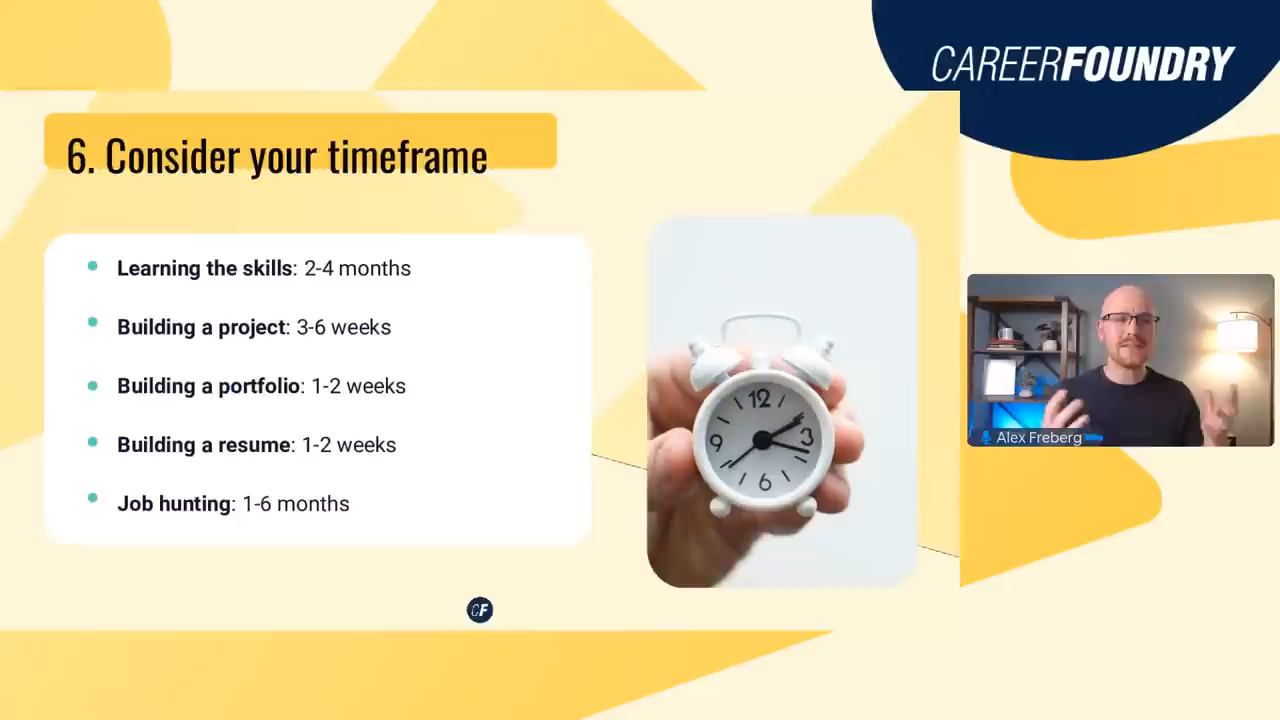 CAREERFOUNDRY
6. Consider your timeframe
Learning the skills: 2-4 months
Building a project: 3-6 weeks
Building a portfolio: 1-2 weeks
Building a resume: 1-2 weeks
Job hunting: 1-6 months
12
9
3
6
Alex Freberg
CF